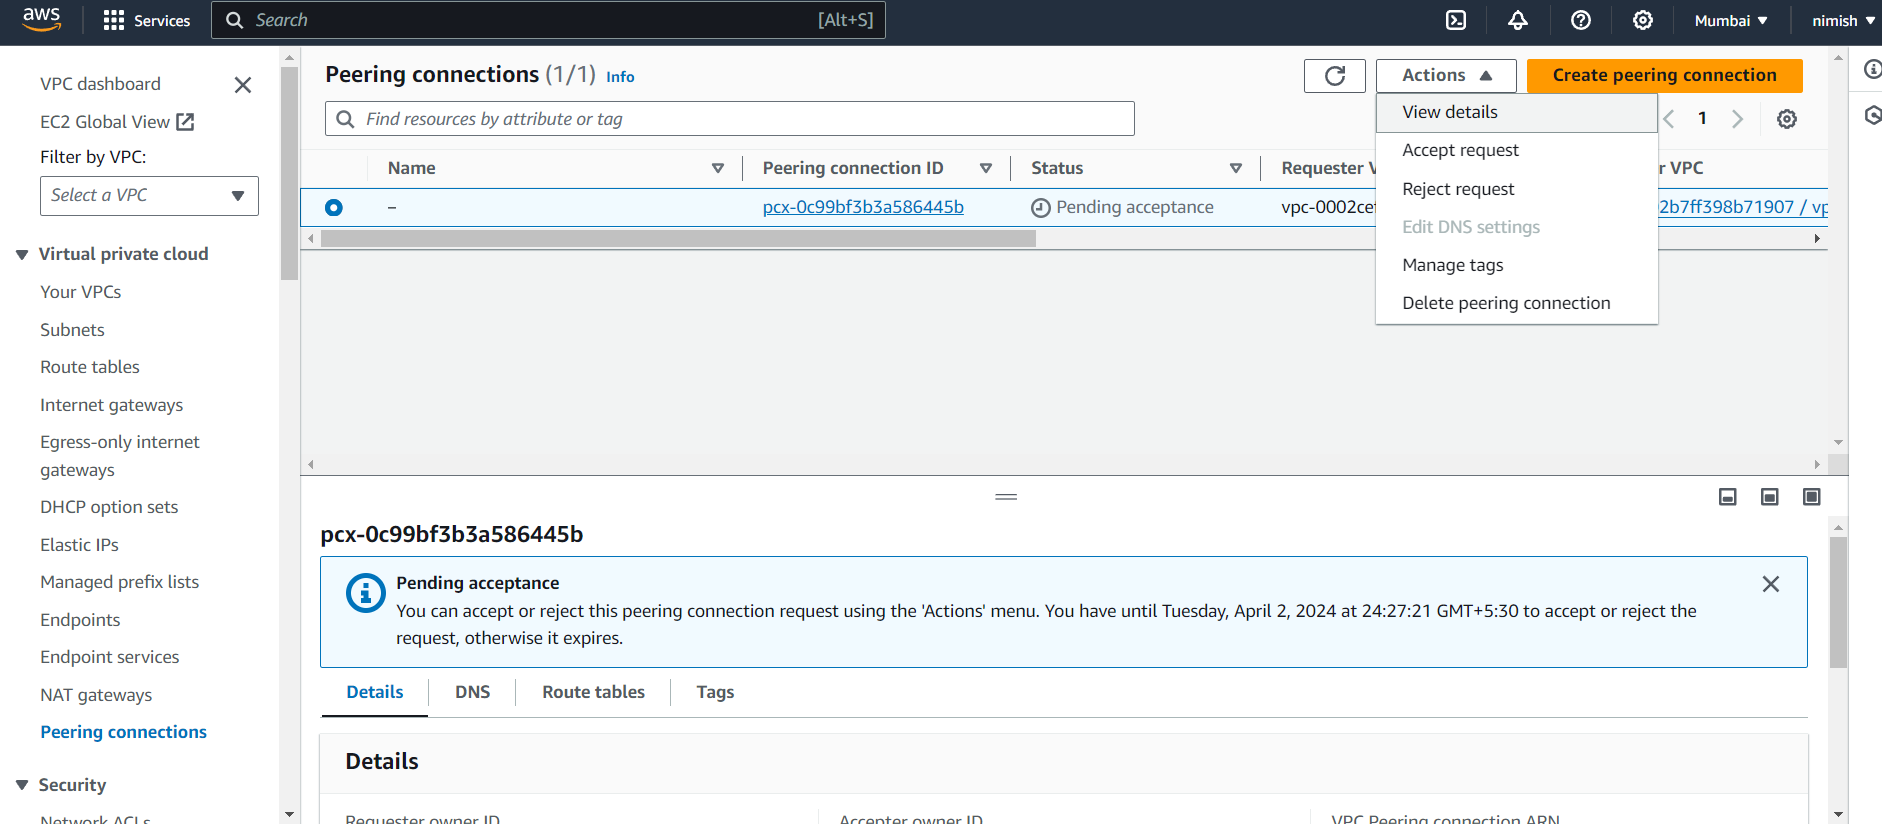 aws
Services
Search
[Alt+S]
Mumbai
nimish
VPC dashboard
EC2 Global View
Filter by VPC:
Select a VPC
Virtual private cloud
Your VPCs
Subnets
Route tables
Internet gateways
Egress-only internet
gateways
DHCP option sets
Elastic IPs
Managed prefix lists
Endpoints
Endpoint services
NAT gateways
Peering connections
Security
Network ACLs
Peering connections (1/1) Info
Actions
Create peering connection
Find resources by attribute or tag
1
View details
Accept request
Reject request
Edit DNS settings
Manage tags
Delete peering connection
Name
Peering connection ID
Status
Requester V
r VPC
–
pcx-0c99bf3b3a586445b
Pending acceptance
vpc-0002cef
2b7ff398b71907 / vp
pcx-0c99bf3b3a586445b
Pending acceptance
You can accept or reject this peering connection request using the 'Actions' menu. You have until Tuesday, April 2, 2024 at 24:27:21 GMT+5:30 to accept or reject the
request, otherwise it expires.
Details
DNS
Route tables
Tags
Details
Requester owner ID
Accepter owner ID
VPC Peering connection ARN